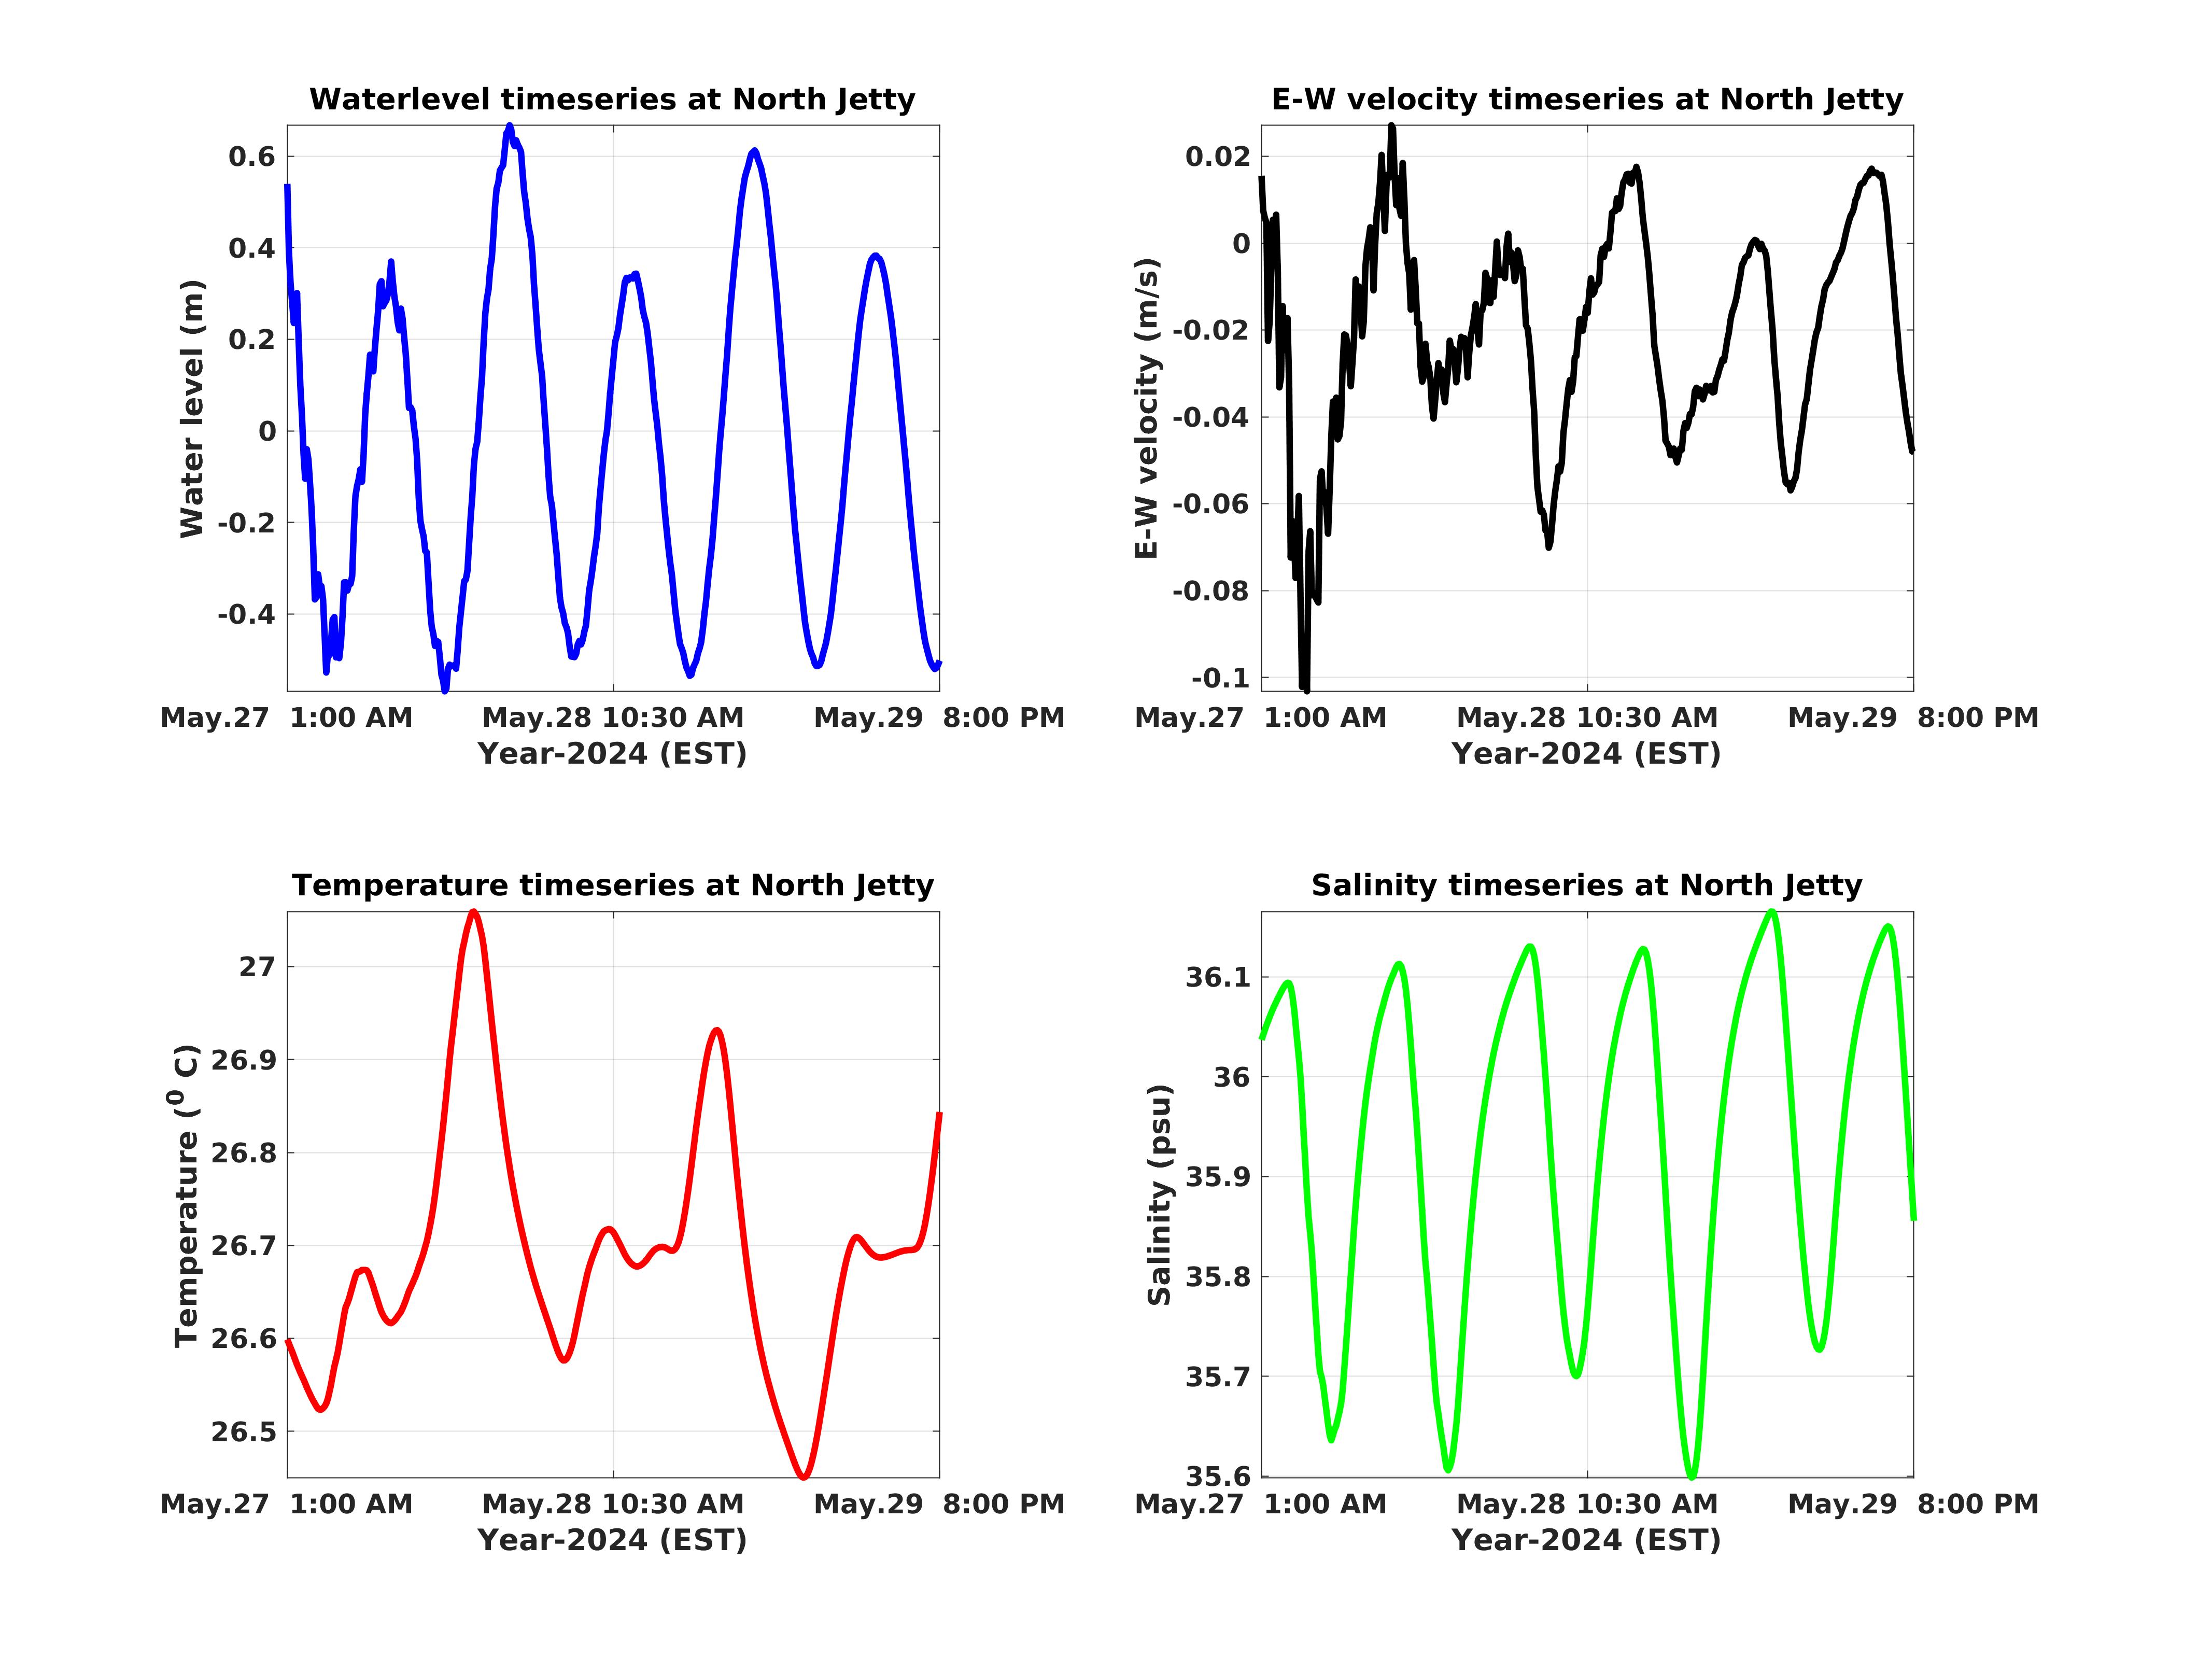 Waterlevel timeseries at North Jetty
Water level (m)
0.6
0.4
0.2
0
-0.2
-0.4
May.27 1:00 AM
May.28 10:30 AM
May.29 8:00 PM
Year-2024 (EST)
E-W velocity timeseries at North Jetty
E-W velocity (m/s)
0.02
0
-0.02
-0.04
-0.06
-0.08
-0.1
May.27 1:00 AM
May.28 10:30 AM
May.29 8:00 PM
Year-2024 (EST)
Temperature timeseries at North Jetty
Temperature (⁰ C)
27
26.9
26.8
26.7
26.6
26.5
May.27 1:00 AM
May.28 10:30 AM
May.29 8:00 PM
Year-2024 (EST)
Salinity timeseries at North Jetty
Salinity (psu)
36.1
36
35.9
35.8
35.7
35.6
May.27 1:00 AM
May.28 10:30 AM
May.29 8:00 PM
Year-2024 (EST)